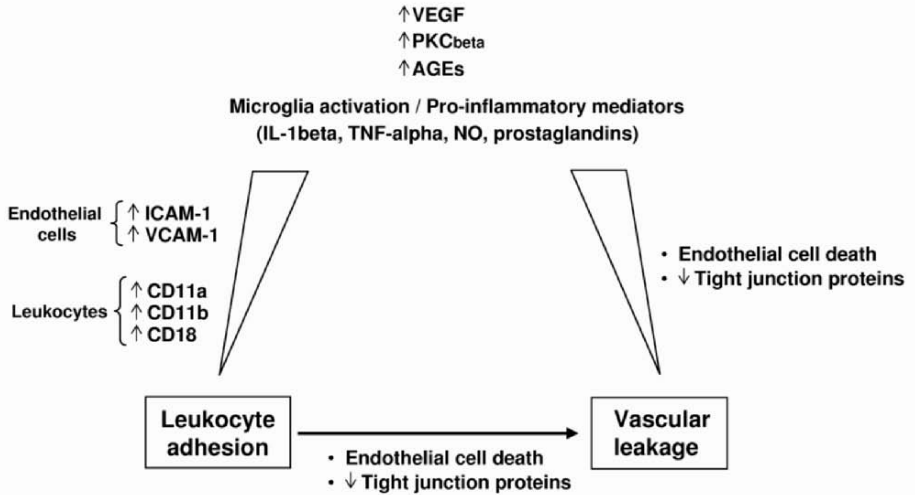 ↑VEGF
↑PKCbeta
↑AGEs
Microglia activation / Pro-inflammatory mediators
(IL-1beta, TNF-alpha, NO, prostaglandins)
Endothelial cells
↑ ICAM-1
↑ VCAM-1
Leukocytes
↑ CD11a
↑ CD11b
↑ CD18
• Endothelial cell death
• ↓ Tight junction proteins
Leukocyte
adhesion
• Endothelial cell death
• ↓ Tight junction proteins
Vascular
leakage